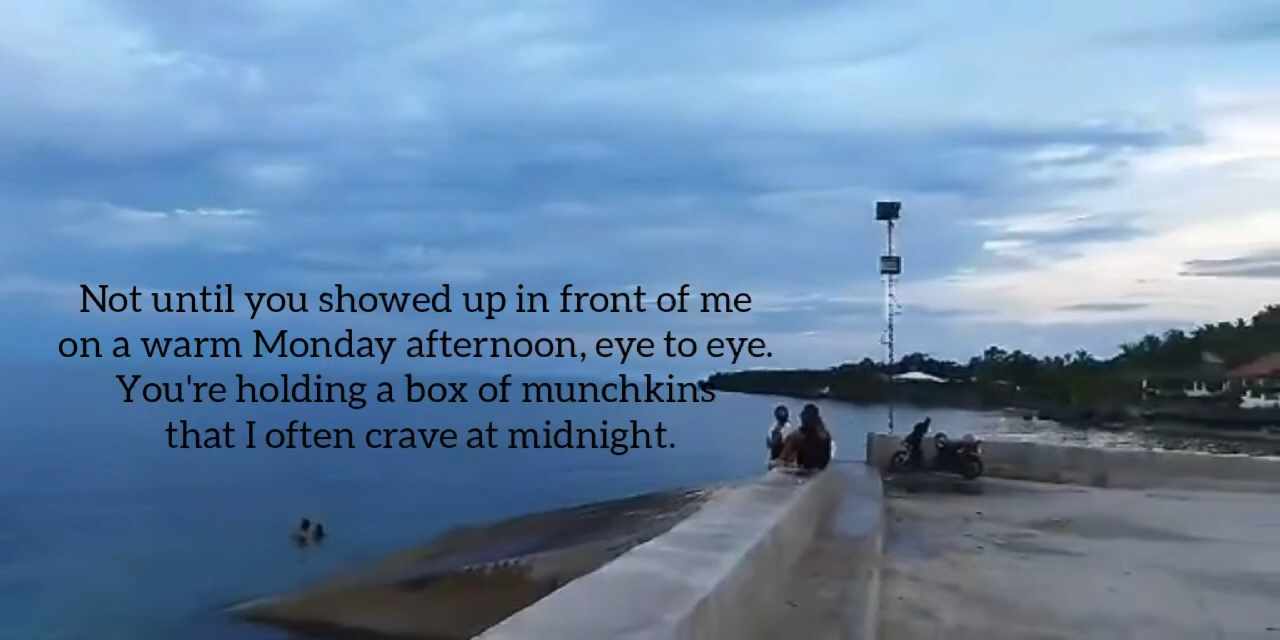 Not until you showed up in front of me
on a warm Monday afternoon, eye to eye.
You're holding a box of munchkins
that I often crave at midnight.